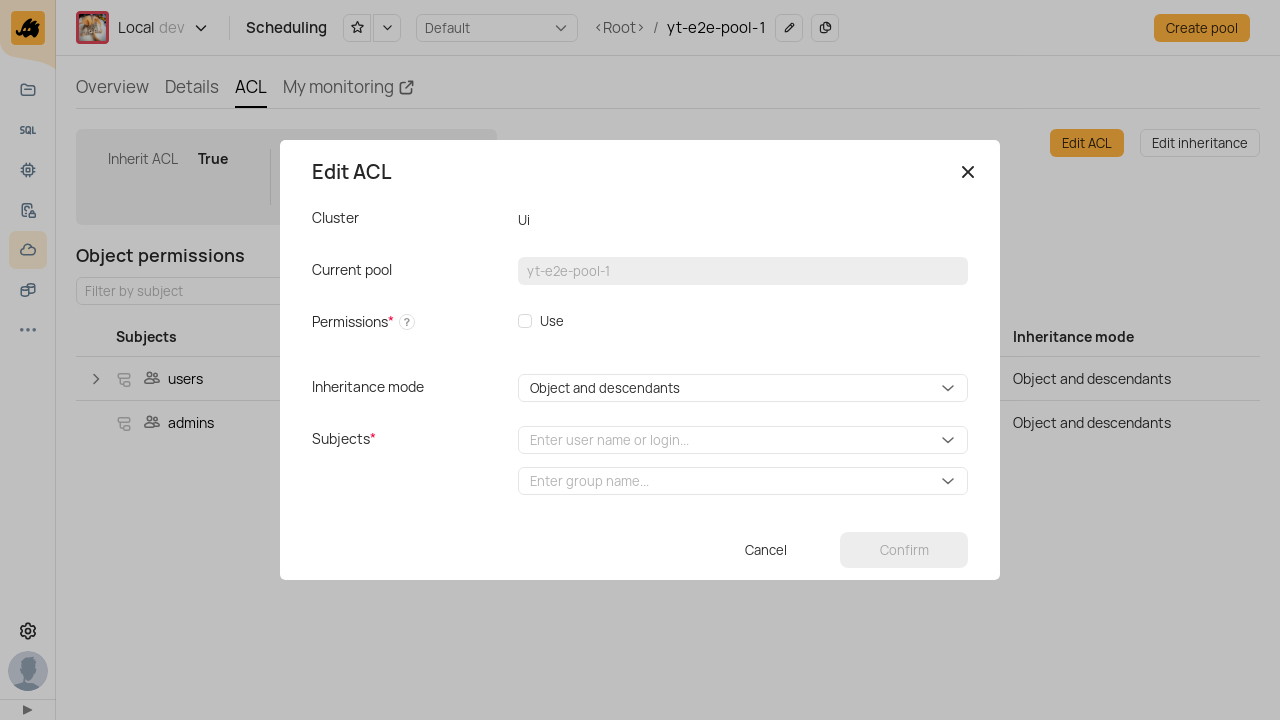 Local dev
Scheduling
Default
<Root> / yt-e2e-pool-1
Create pool
SQL
Overview
Details
ACL
My monitoring
Inherit ACL True
Edit ACL
Edit inheritance
Object permissions
Filter by subject
Subjects
Inheritance mode
users
Object and descendants
admins
Object and descendants
Edit ACL
Cluster
Ui
Current pool
yt-e2e-pool-1
Permissions* ?
Use
Inheritance mode
Object and descendants
Subjects*
Enter user name or login...
Enter group name...
Cancel
Confirm